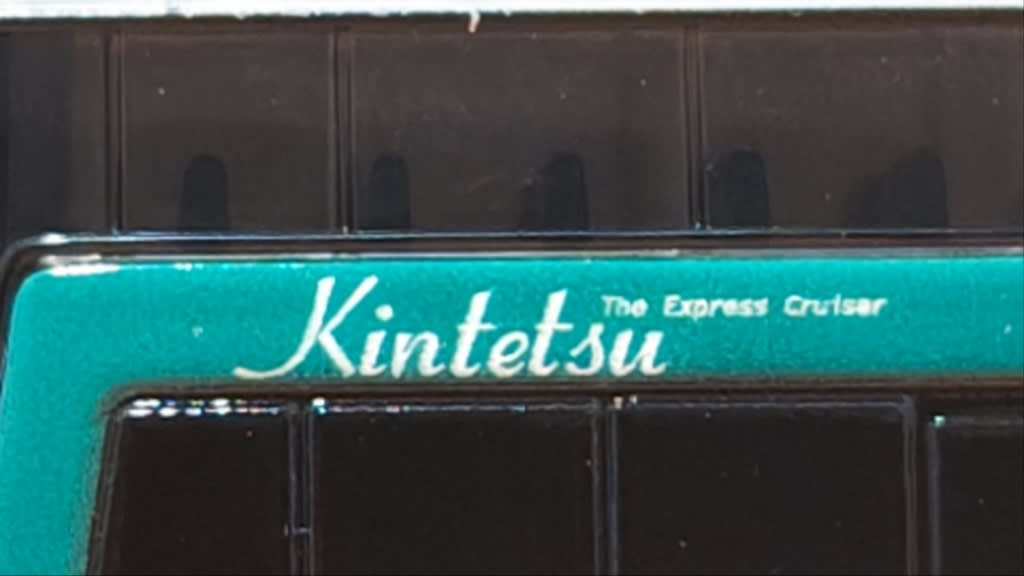 Kintetsu
The Express Cruiser